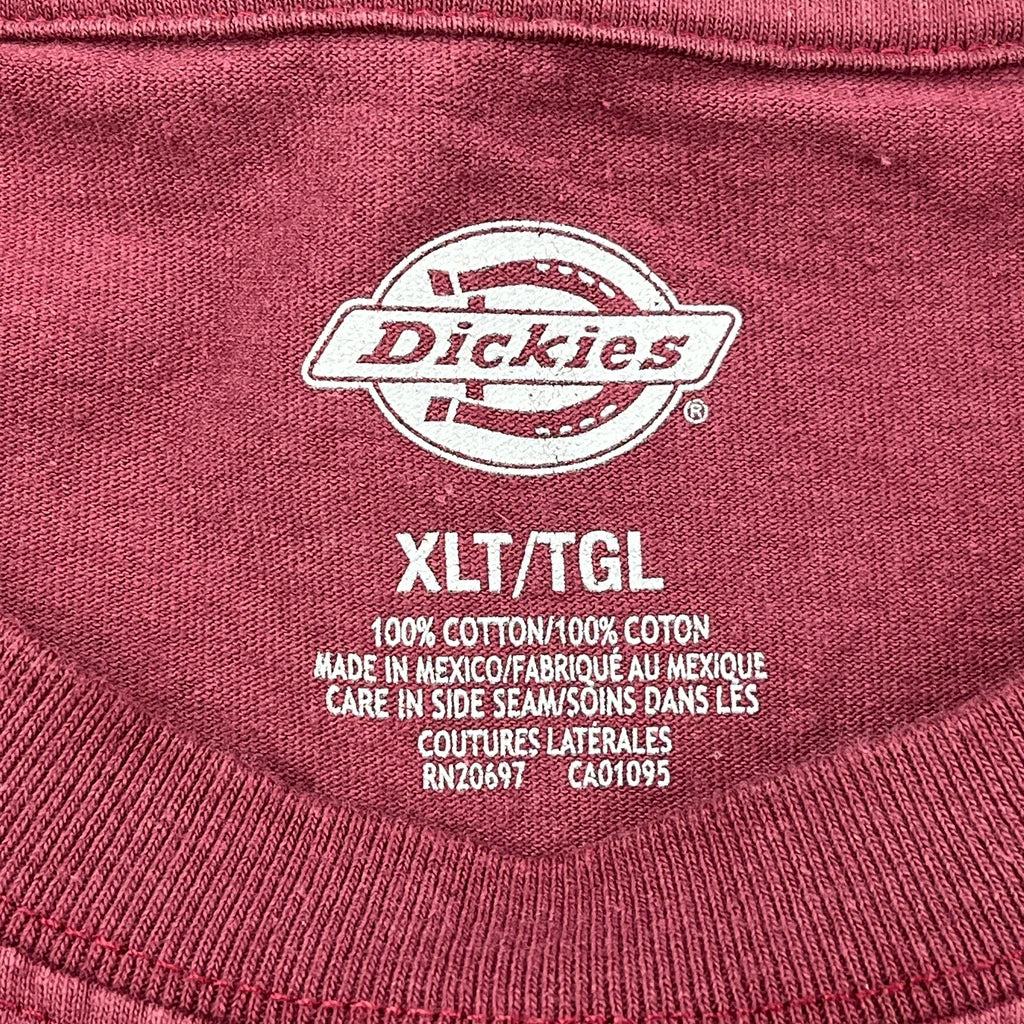 Dickies
®
XLT/TGL
100% COTTON/100% COTON
MADE IN MEXICO/FABRIQUÉ AU MEXIQUE
CARE IN SIDE SEAM/SOINS DANS LES
COUTURES LATÉRALES
RN20697 CA01095